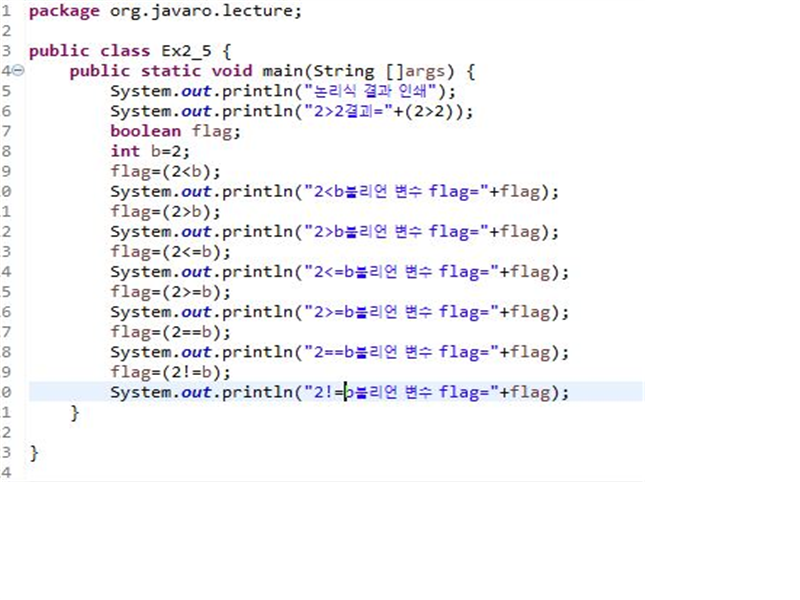 1 package org.javaro.lecture;
2
3 public class Ex2_5 {
4 public static void main(String []args) {
5 System.out.println("논리식 결과 인쇄");
6 System.out.println("2>2결괴="+(2>2));
7 boolean flag;
8 int b=2;
9 flag=(2<b);
0 System.out.println("2<b불리언 변수 flag="+flag);
1 flag=(2>b);
2 System.out.println("2>b불리언 변수 flag="+flag);
3 flag=(2<=b);
4 System.out.println("2<=b불리언 변수 flag="+flag);
5 flag=(2>=b);
6 System.out.println("2>=b불리언 변수 flag="+flag);
7 flag=(2==b);
8 System.out.println("2==b불리언 변수 flag="+flag);
9 flag=(2!=b);
0 System.out.println("2!=b불리언 변수 flag="+flag);
1 }
2
3 }
4